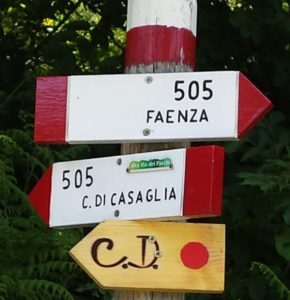 505
FAENZA
Alta Via dei Parchi
505
C. DI CASAGLIA
C.D.